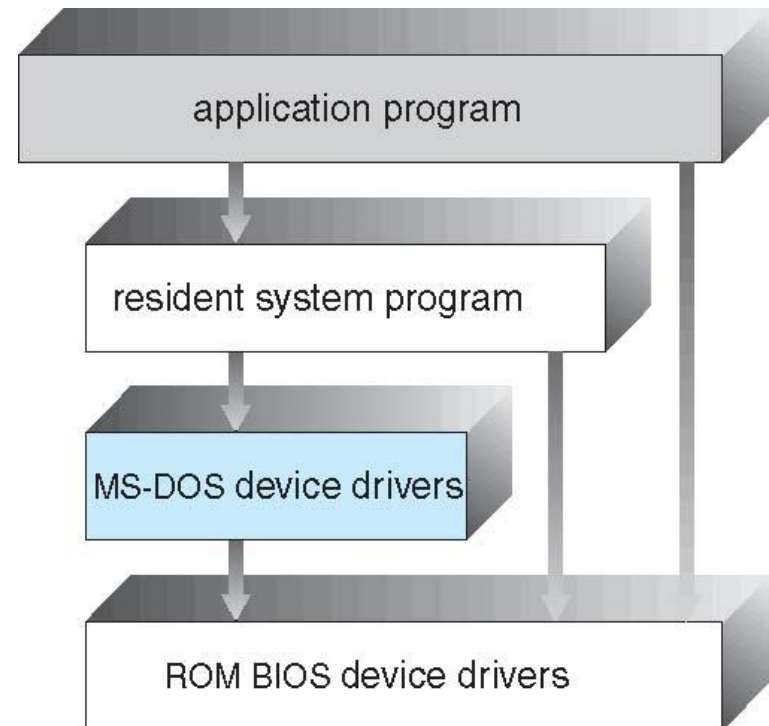 application program
resident system program
MS-DOS device drivers
ROM BIOS device drivers